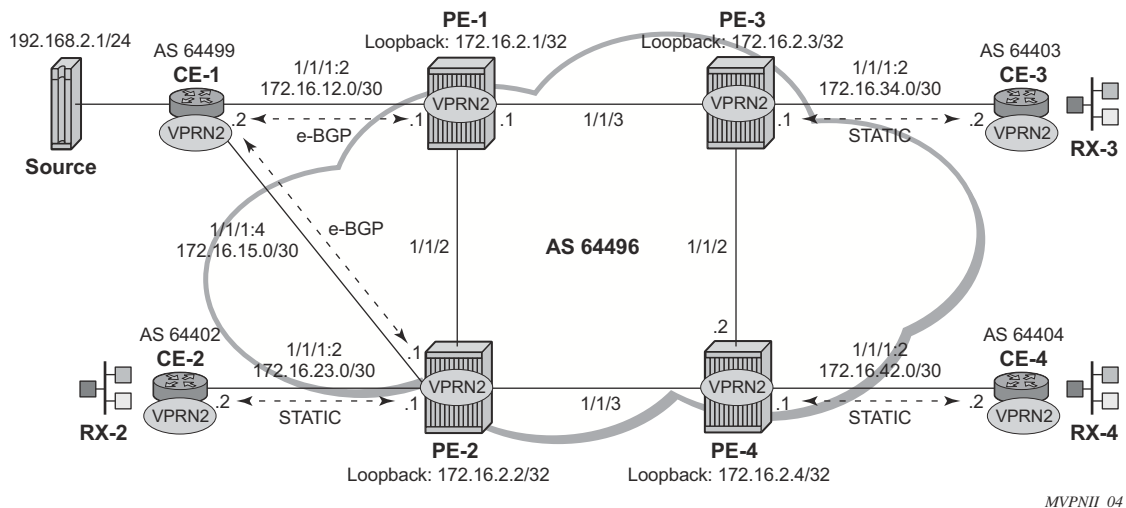 PE-1
Loopback: 172.16.2.1/32
PE-3
Loopback: 172.16.2.3/32
192.168.2.1/24
Source
AS 64499
CE-1
VPRN2
.2
1/1/1:2
172.16.12.0/30
e-BGP
.1
VPRN2
.1
1/1/3
VPRN2
.1
1/1/1:2
172.16.34.0/30
STATIC
AS 64403
CE-3
.2
VPRN2
RX-3
1/1/1:4
172.16.15.0/30
e-BGP
1/1/2
AS 64496
1/1/2
AS 64402
CE-2
VPRN2
RX-2
.2
1/1/1:2
172.16.23.0/30
STATIC
.1
.1
VPRN2
1/1/3
.2
VPRN2
.1
1/1/1:2
172.16.42.0/30
STATIC
AS 64404
CE-4
.2
VPRN2
RX-4
PE-2
Loopback: 172.16.2.2/32
PE-4
Loopback: 172.16.2.4/32
MVPNII_04